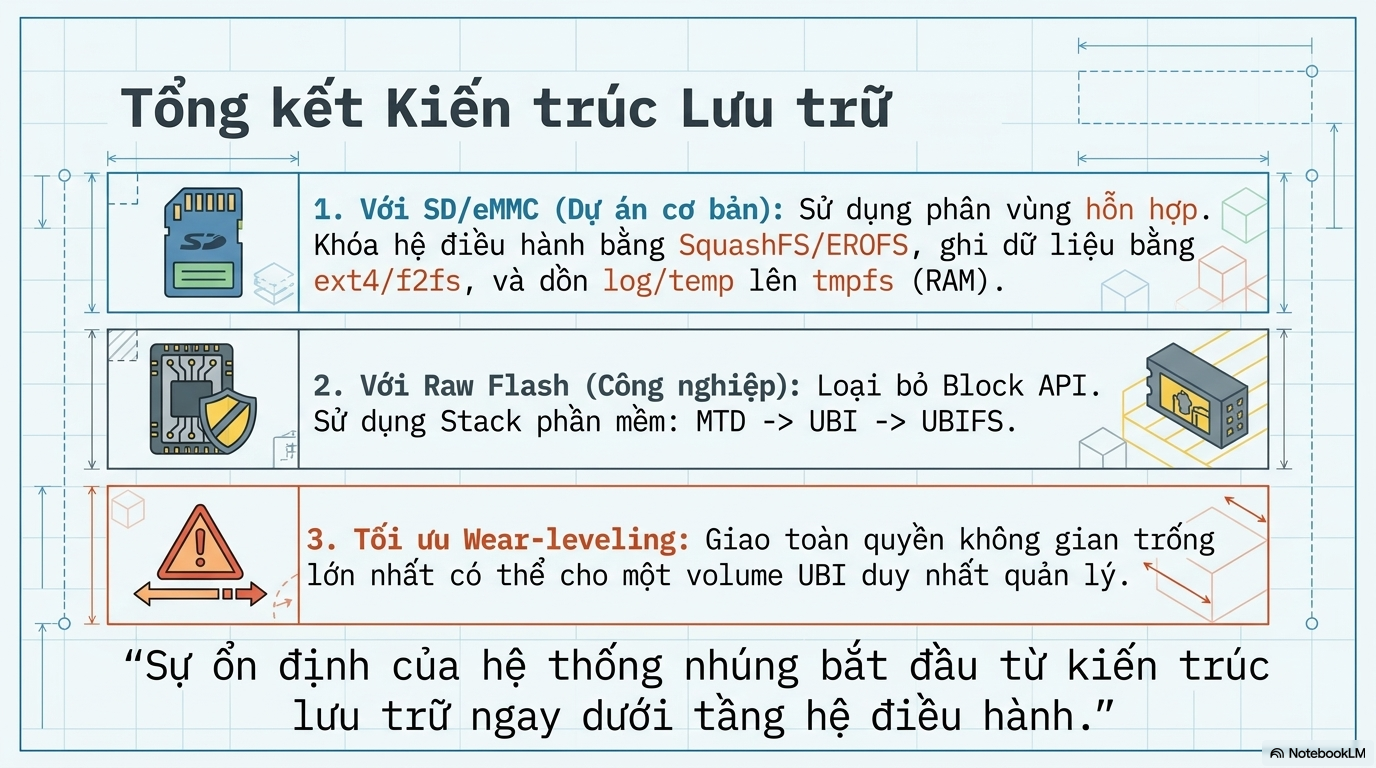 Tổng kết Kiến trúc Lưu trữ
1. Với SD/eMMC (Dự án cơ bản): Sử dụng phân vùng hỗn hợp.
Khóa hệ điều hành bằng SquashFS/EROFS, ghi dữ liệu bằng
ext4/f2fs, và dồn log/temp lên tmpfs (RAM).
SD
2. Với Raw Flash (Công nghiệp): Loại bỏ Block API.
Sử dụng Stack phần mềm: MTD -> UBI -> UBIFS.
3. Tối ưu Wear-leveling: Giao toàn quyền không gian trống
lớn nhất có thể cho một volume UBI duy nhất quản lý.
“Sự ổn định của hệ thống nhúng bắt đầu từ kiến trúc
lưu trữ ngay dưới tầng hệ điều hành.”
NotebookLM